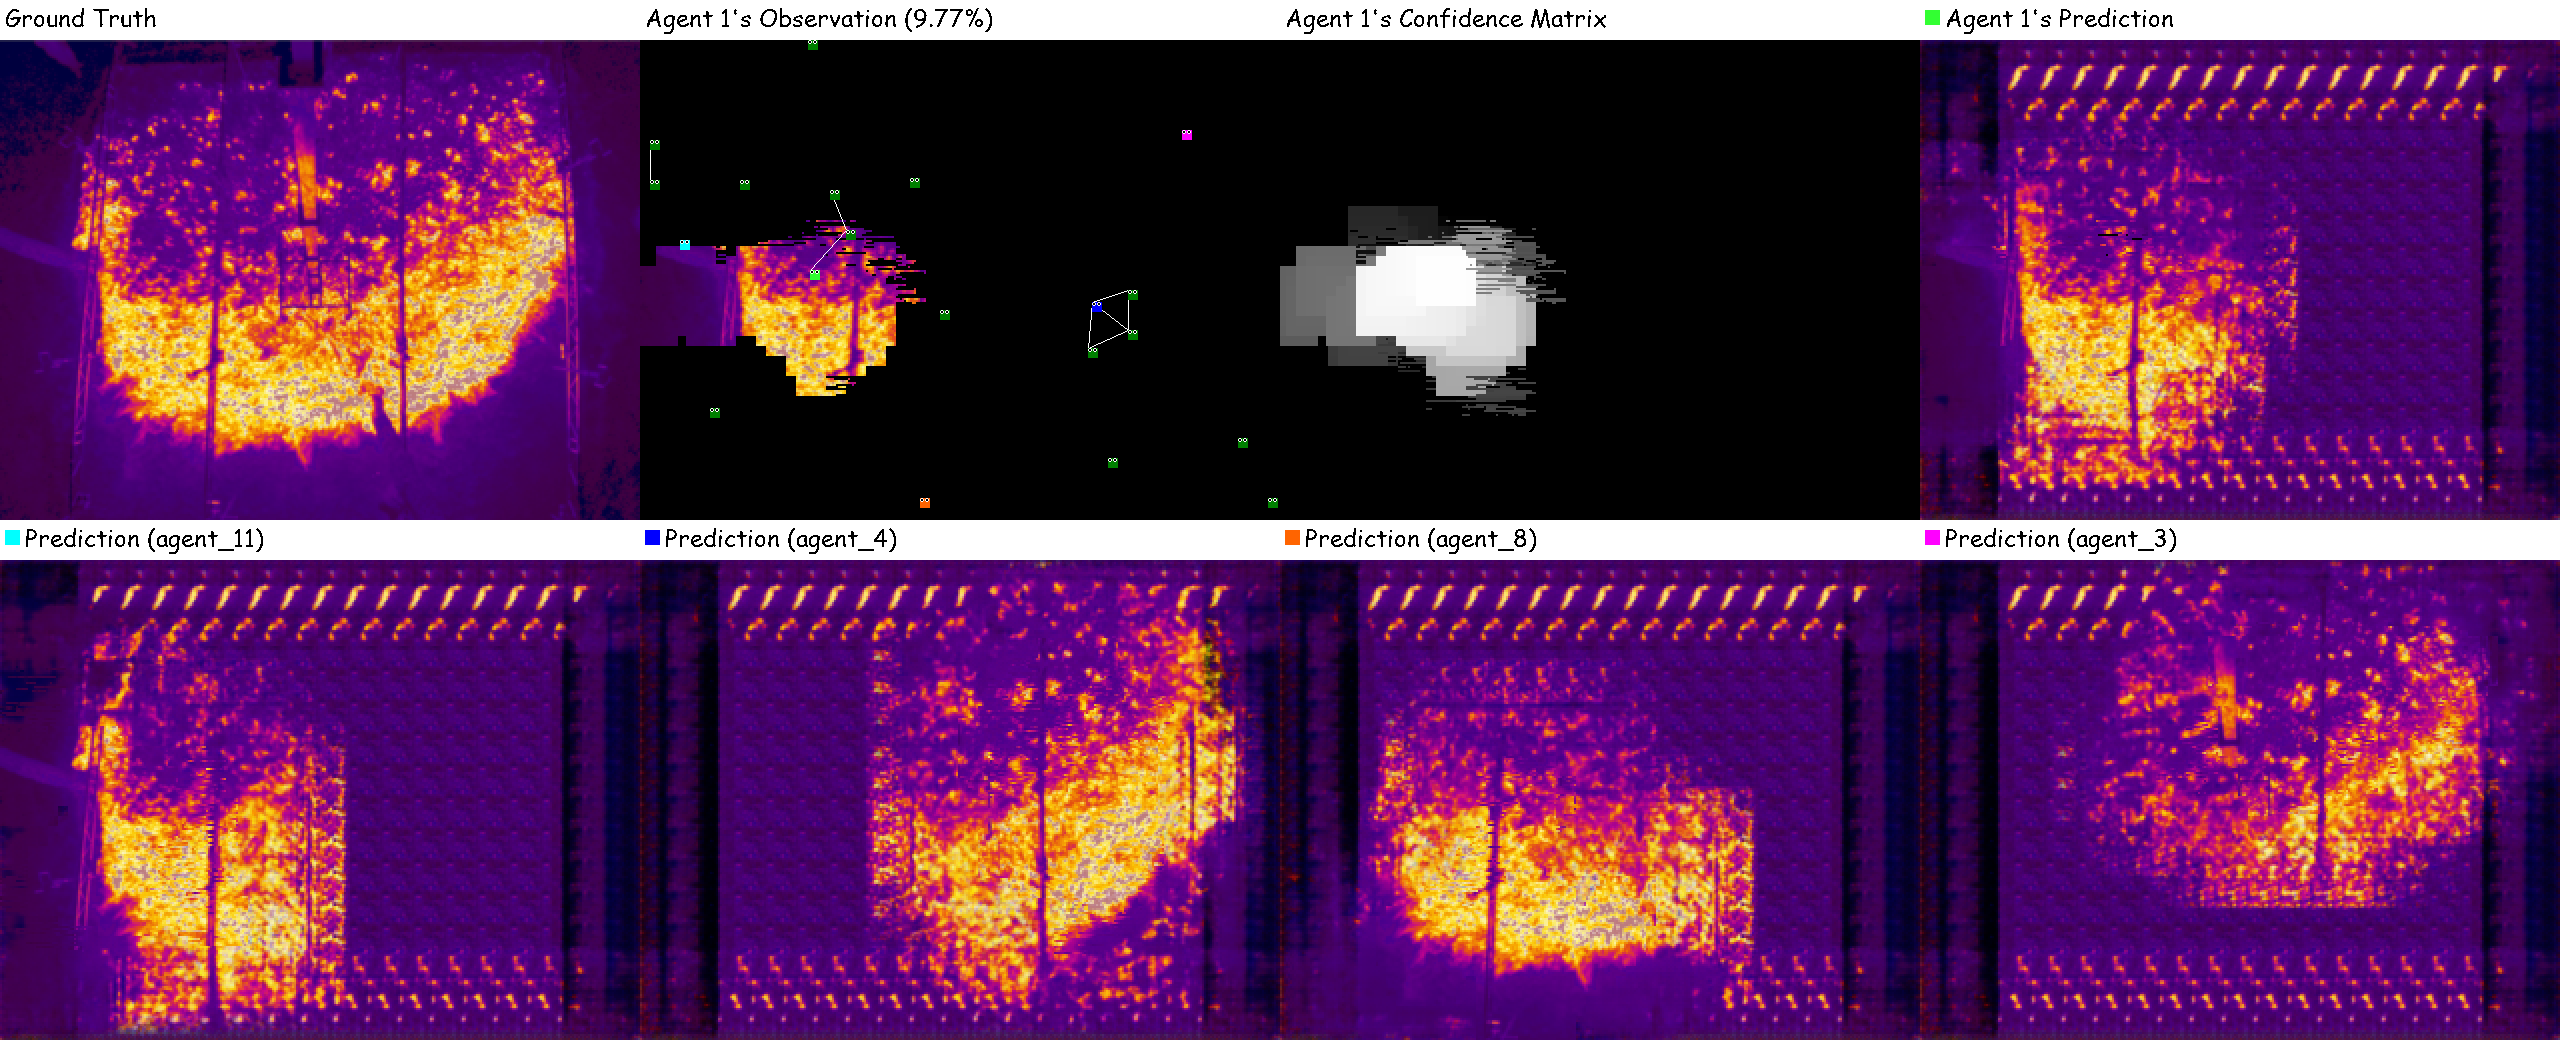 Ground Truth
Agent 1's Observation (9.77%)
Agent 1's Confidence Matrix
Agent 1's Prediction
Prediction (agent_11)
Prediction (agent_4)
Prediction (agent_8)
Prediction (agent_3)